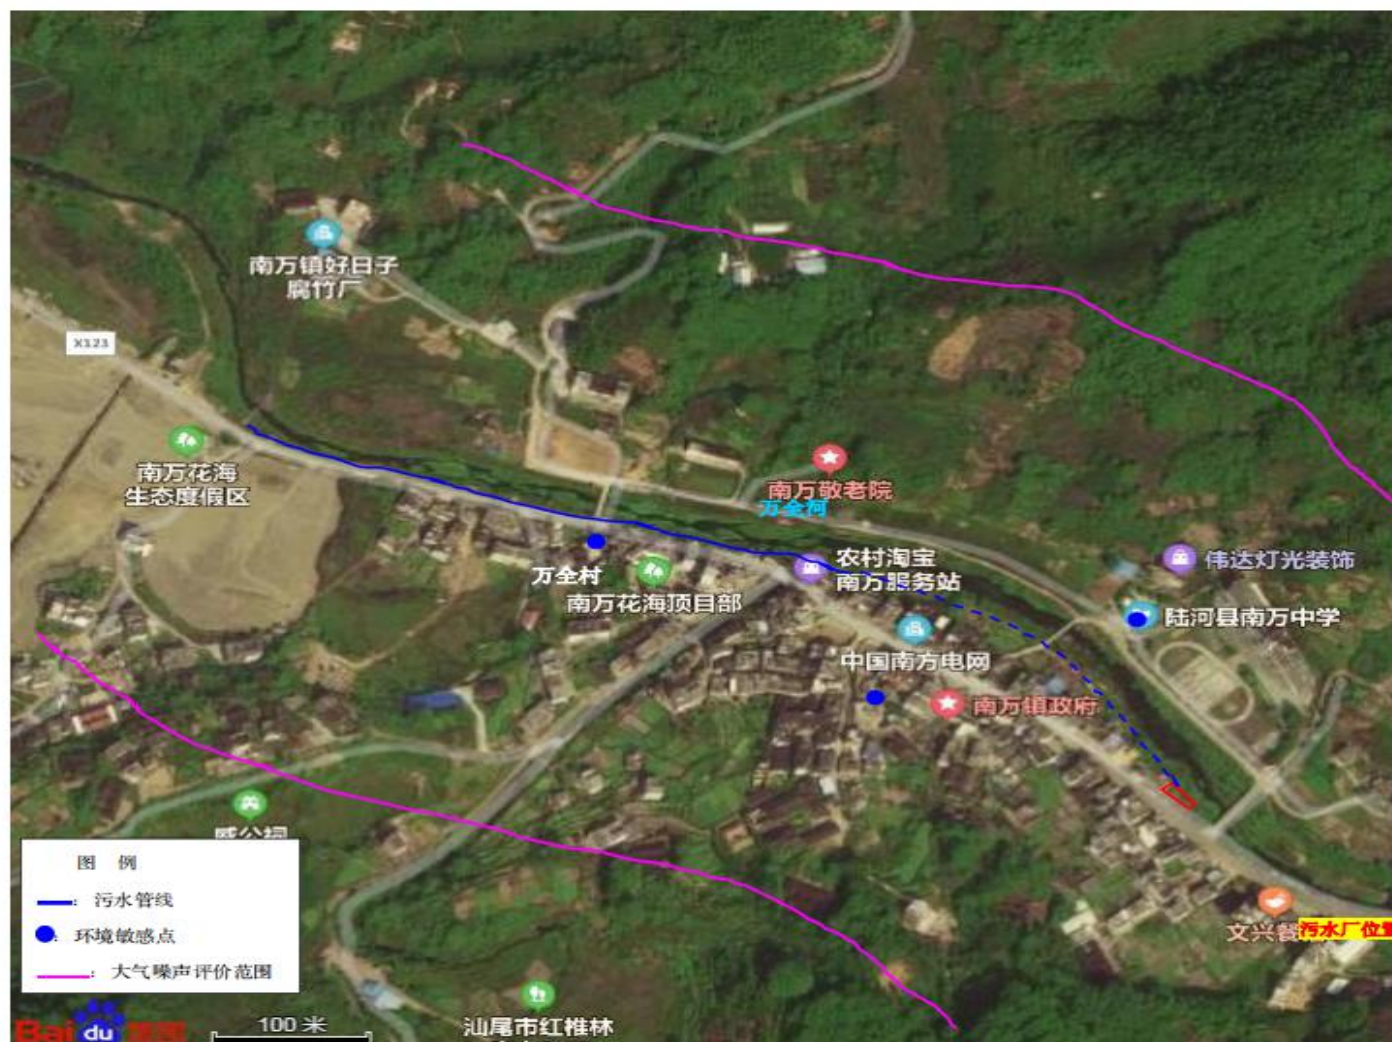 南万镇好日子
腐竹厂
X123
南万花海
生态度假区
南万敬老院
万全河
农村淘宝
南万服务站
伟达灯光装饰
万全村
南万花海项目部
陆河县南万中学
中国南方电网
南万镇政府
图 例
: 污水管线
: 环境敏感点
: 大气噪声评价范围
文兴餐
污水厂位置
Bai du
100 米
汕尾市红椎林